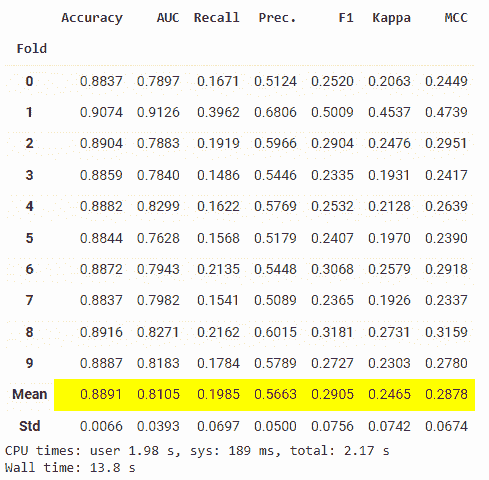 Accuracy AUC Recall Prec. F1 Kappa MCC
Fold
0 0.8837 0.7897 0.1671 0.5124 0.2520 0.2063 0.2449
1 0.9074 0.9126 0.3962 0.6806 0.5009 0.4537 0.4739
2 0.8904 0.7883 0.1919 0.5966 0.2904 0.2476 0.2951
3 0.8859 0.7840 0.1486 0.5446 0.2335 0.1931 0.2417
4 0.8882 0.8299 0.1622 0.5769 0.2532 0.2128 0.2639
5 0.8844 0.7628 0.1568 0.5179 0.2407 0.1970 0.2390
6 0.8872 0.7943 0.2135 0.5448 0.3068 0.2579 0.2918
7 0.8837 0.7982 0.1541 0.5089 0.2365 0.1926 0.2337
8 0.8916 0.8271 0.2162 0.6015 0.3181 0.2731 0.3159
9 0.8887 0.8183 0.1784 0.5789 0.2727 0.2303 0.2780
Mean 0.8891 0.8105 0.1985 0.5663 0.2905 0.2465 0.2878
Std 0.0066 0.0393 0.0697 0.0500 0.0756 0.0742 0.0674
CPU times: user 1.98 s, sys: 189 ms, total: 2.17 s
Wall time: 13.8 s